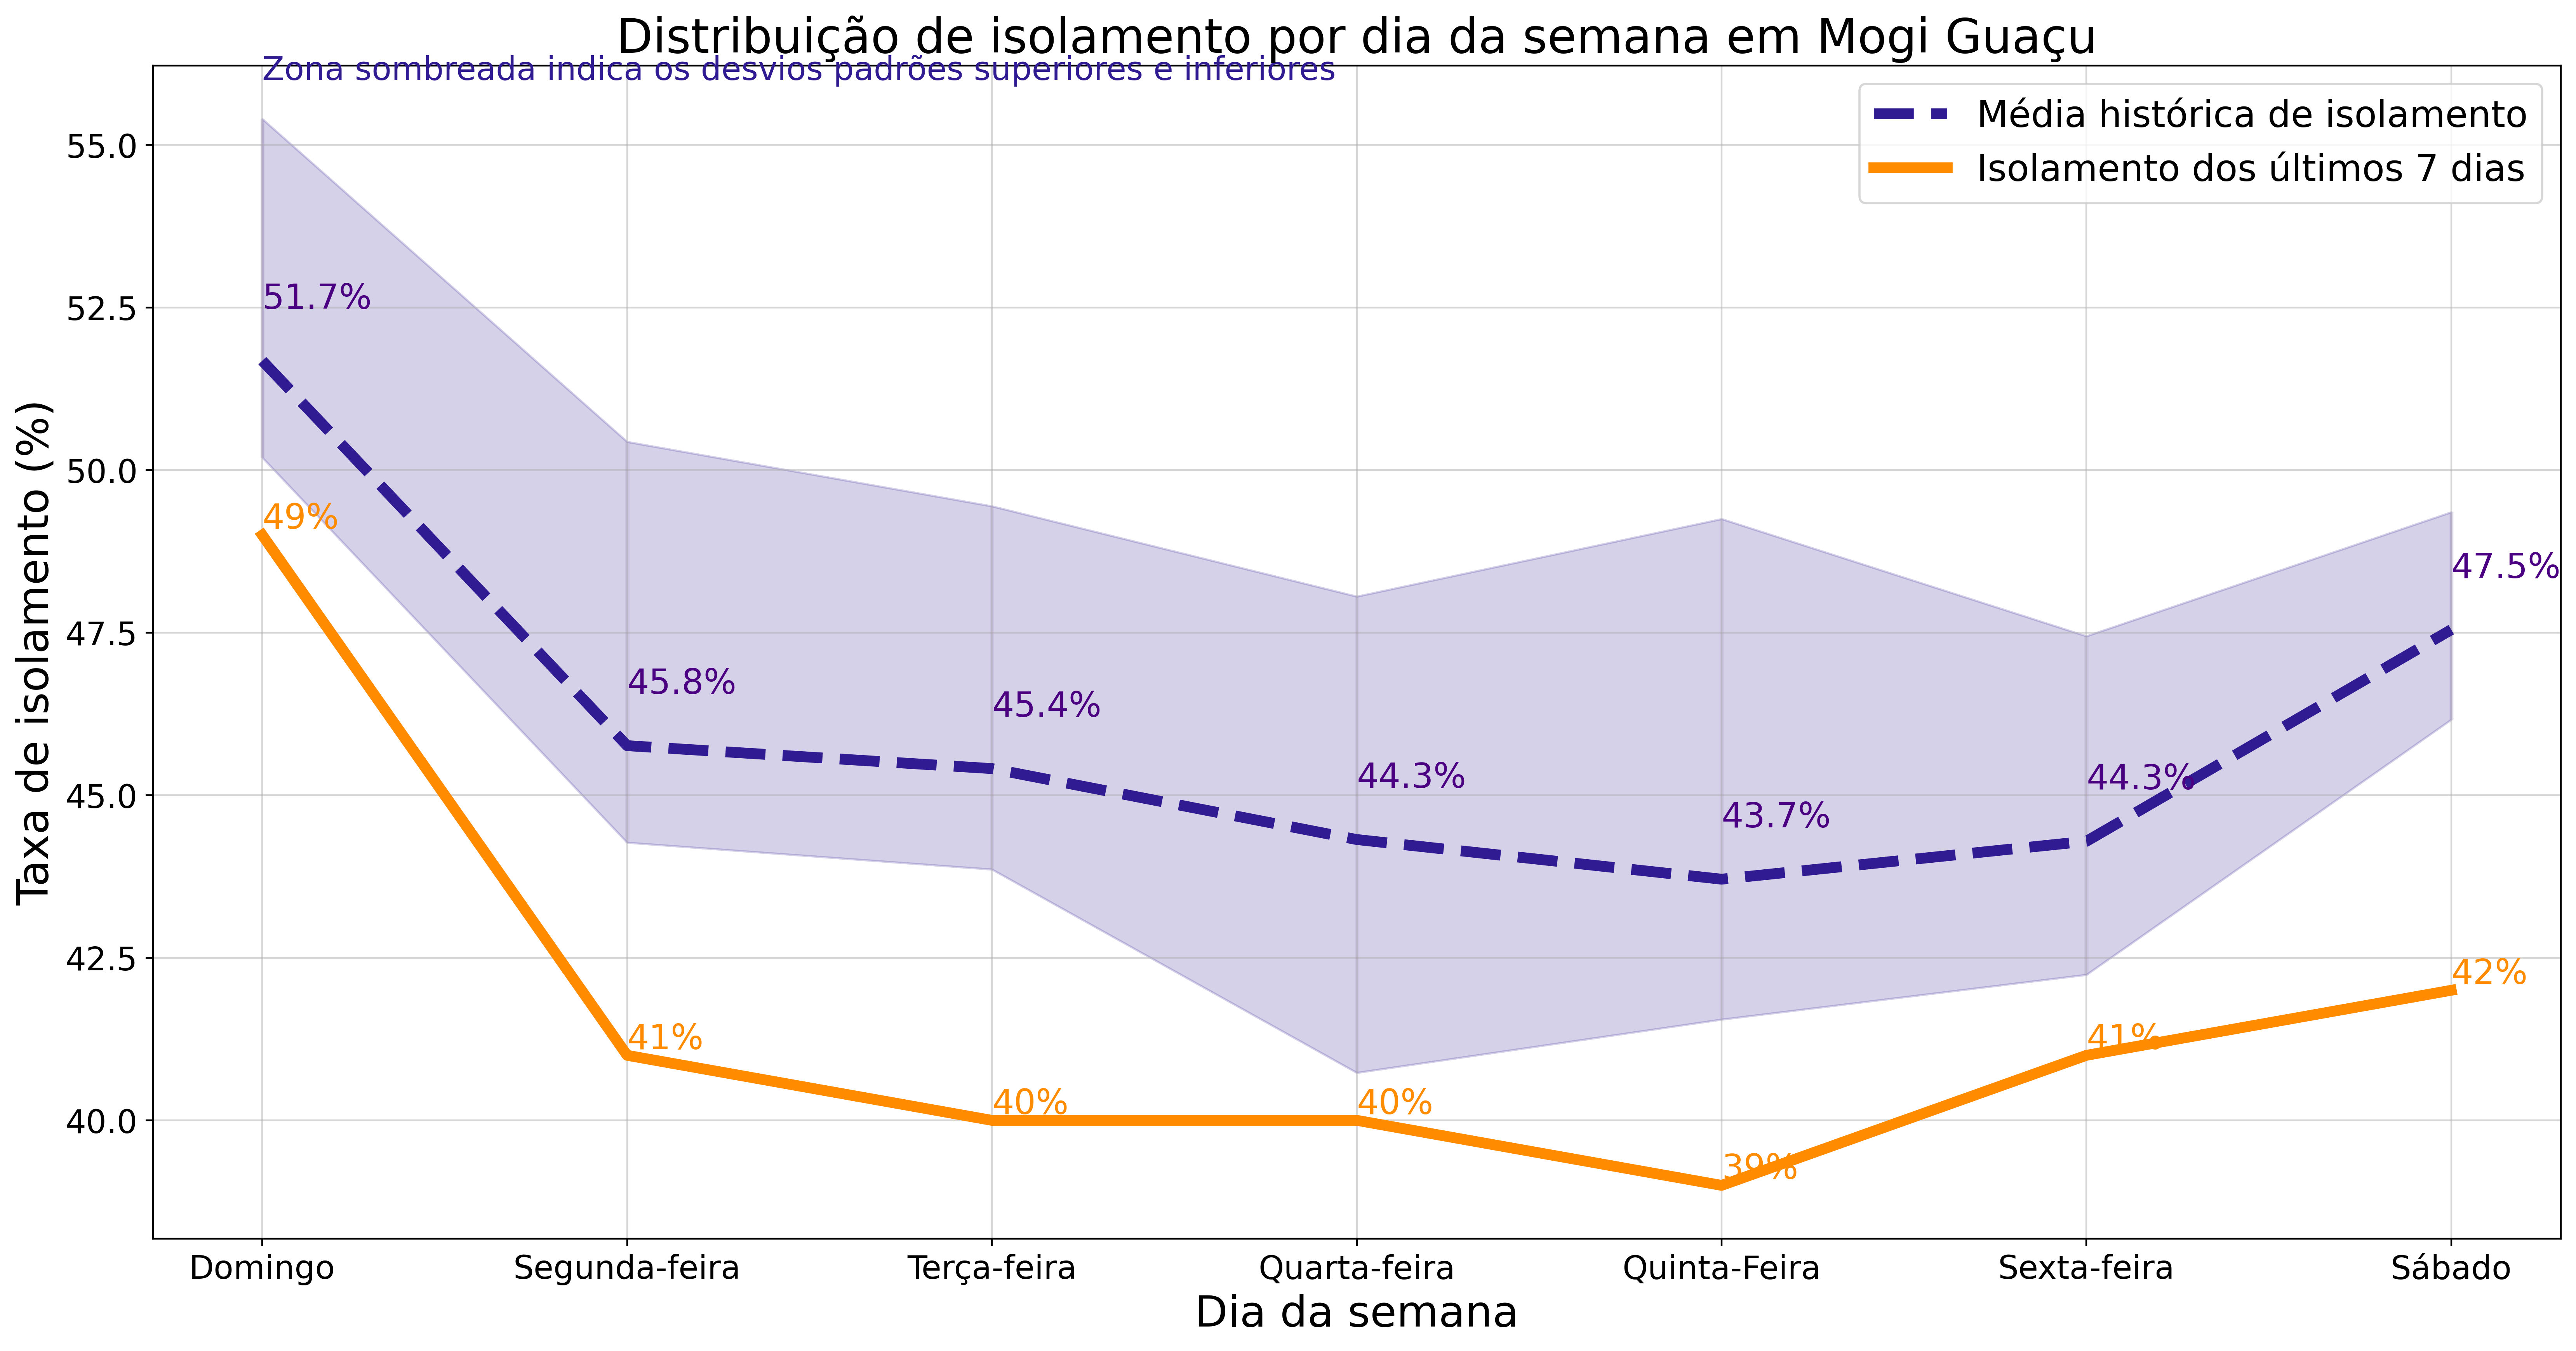 Distribuição de isolamento por dia da semana em Mogi Guaçu
Zona sombreada indica os desvios padrões superiores e inferiores
Média histórica de isolamento
Isolamento dos últimos 7 dias
Taxa de isolamento (%)
55.0
52.5
50.0
47.5
45.0
42.5
40.0
51.7%
45.8%
45.4%
44.3%
43.7%
44.3%
47.5%
49%
41%
40%
40%
39%
41%
42%
Domingo
Segunda-feira
Terça-feira
Quarta-feira
Quinta-Feira
Sexta-feira
Sábado
Dia da semana